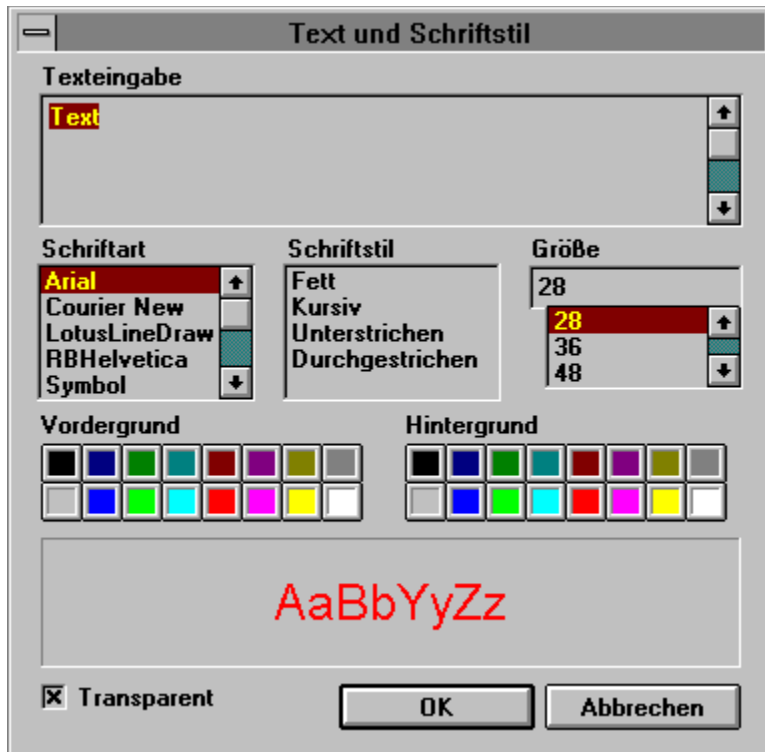 Text und Schriftstil
Texteingabe
Text
Schriftart Schriftstil Größe
Arial
Courier New
LotusLineDraw
RBHelvetica
Symbol
Fett
Kursiv
Unterstrichen
Durchgestrichen
28
28
36
48
Vordergrund Hintergrund
AaBbYyZz
Transparent OK Abbrechen